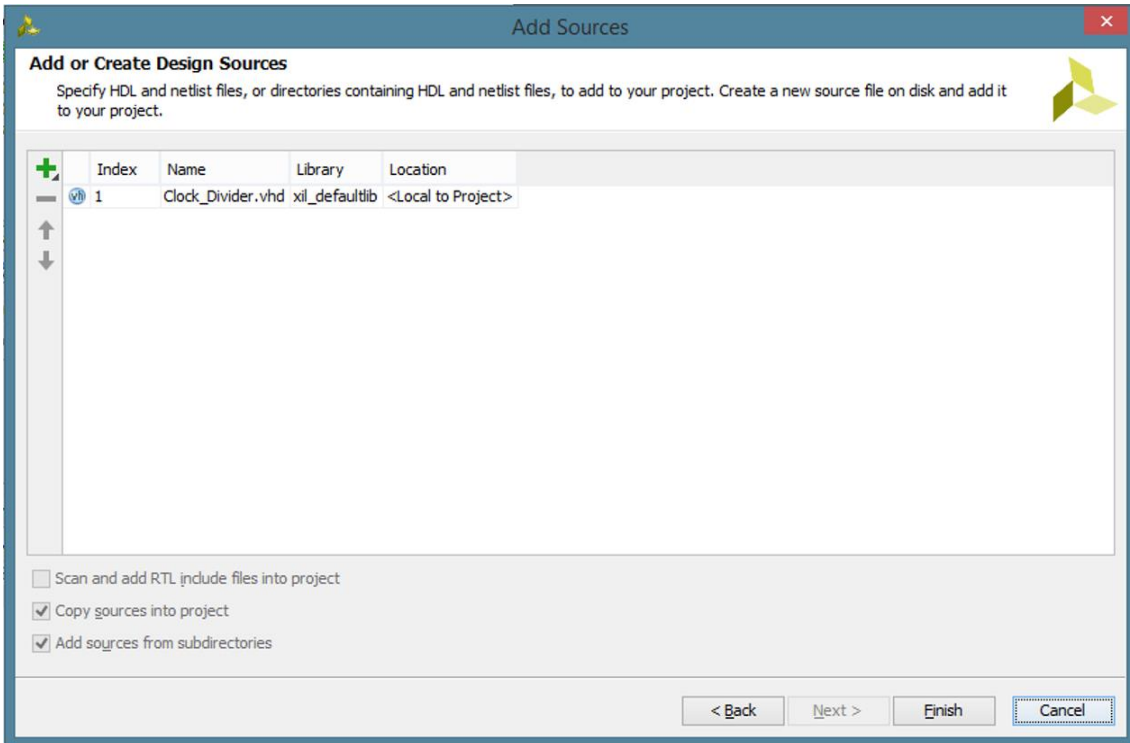 Add Sources
Add or Create Design Sources
Specify HDL and netlist files, or directories containing HDL and netlist files, to add to your project. Create a new source file on disk and add it
to your project.
Index Name Library Location
vh 1 Clock_Divider.vhd xil_defaultlib <Local to Project>
Scan and add RTL include files into project
Copy sources into project
Add sources from subdirectories
< Back Next > Finish Cancel